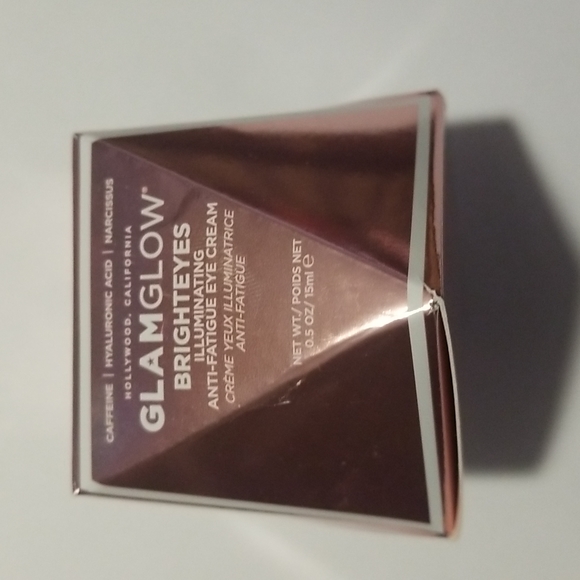 CAFFEINE | HYALURONIC ACID | NARCISSUS
HOLLYWOOD, CALIFORNIA
GLAMGLOW®
BRIGHTEYES
ILLUMINATING
ANTI-FATIGUE EYE CREAM
CRÈME YEUX ILLUMINATRICE
ANTI-FATIGUE
NET WT./ POIDS NET
0.5 OZ/ 15ml ℮